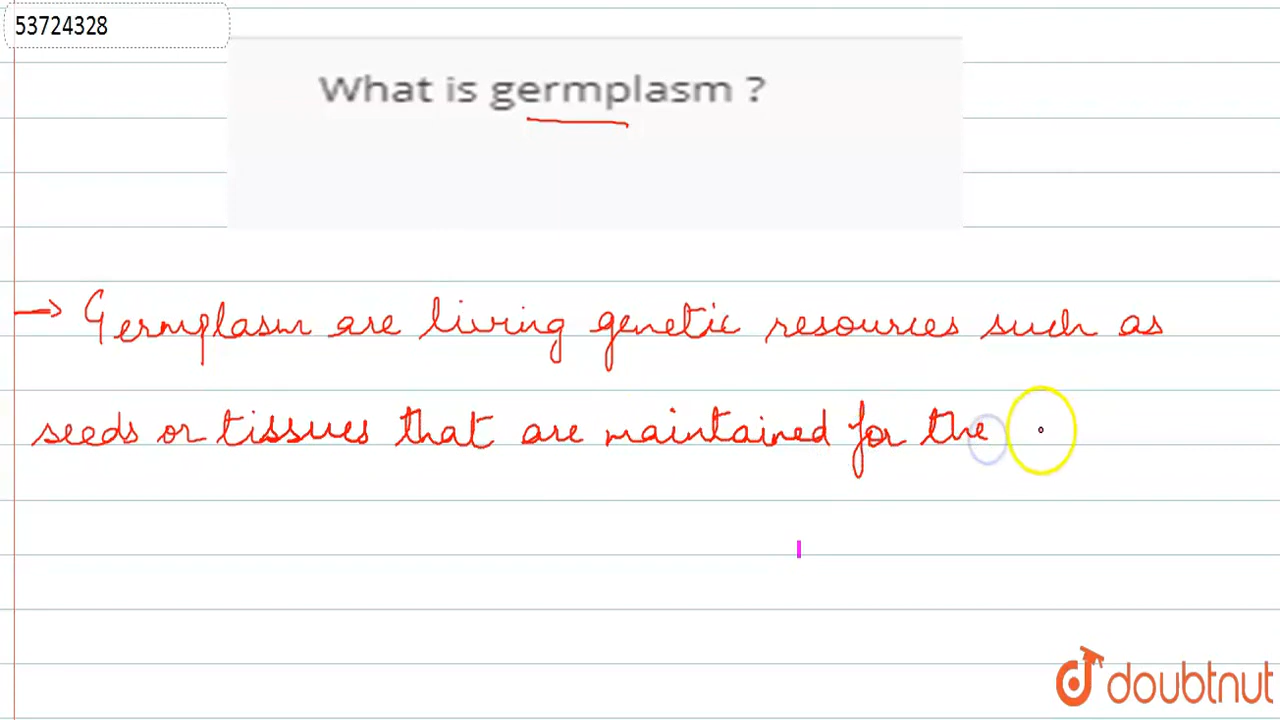 53724328
What is germplasm ?
→ Germplasm are living genetic resources such as
seeds or tissues that are maintained for the
doubtnut